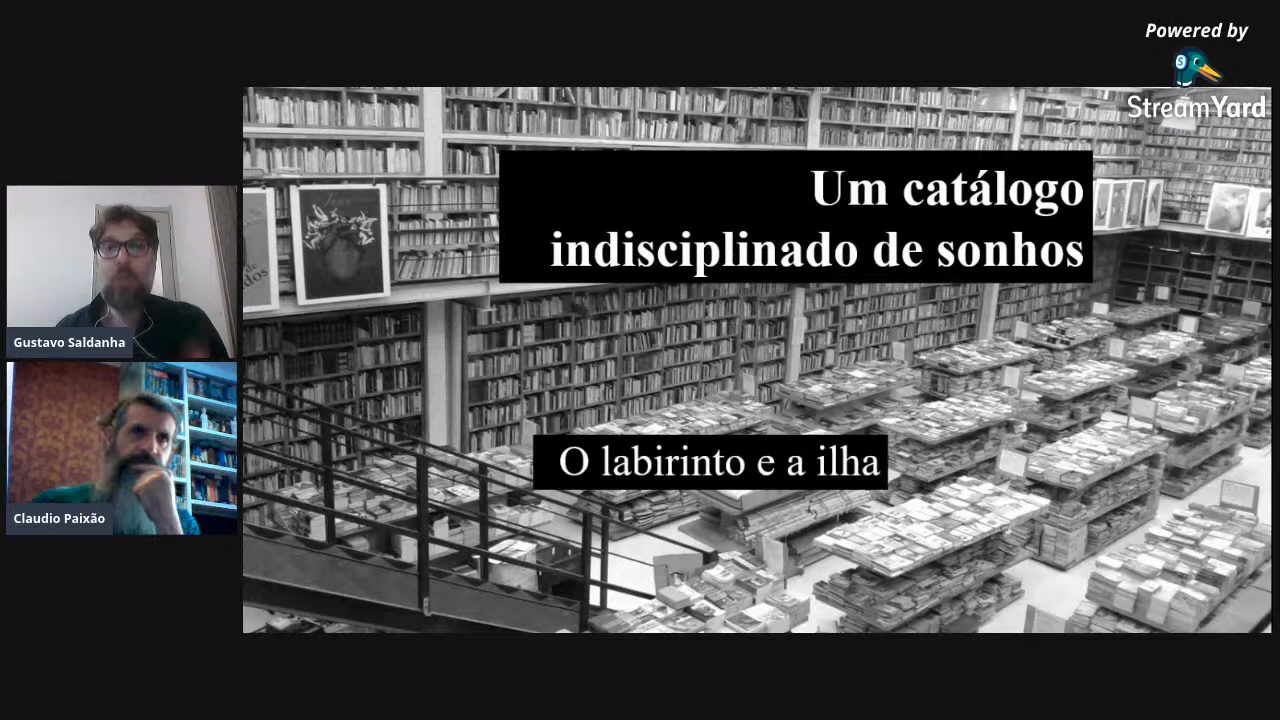 Powered by
StreamYard
Um catálogo
indisciplinado de sonhos
Gustavo Saldanha
O labirinto e a ilha
Claudio Paixão